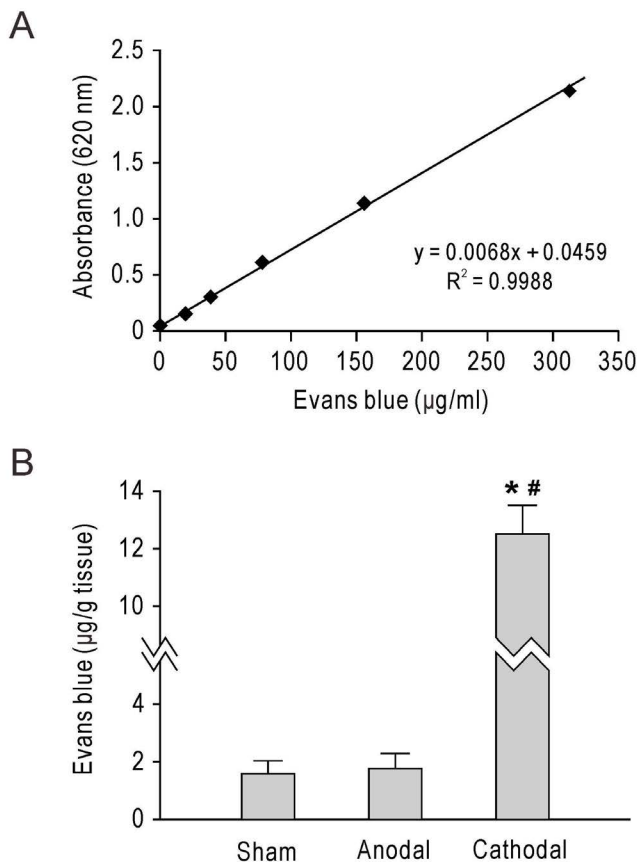 A
Absorbance (620 nm)
2.5
2.0
1.5
1.0
0.5
0
y = 0.0068x + 0.0459
R² = 0.9988
0 50 100 150 200 250 300 350
Evans blue (µg/ml)
B
Evans blue (µg/g tissue)
14
12
10
4
2
0
* #
Sham Anodal Cathodal